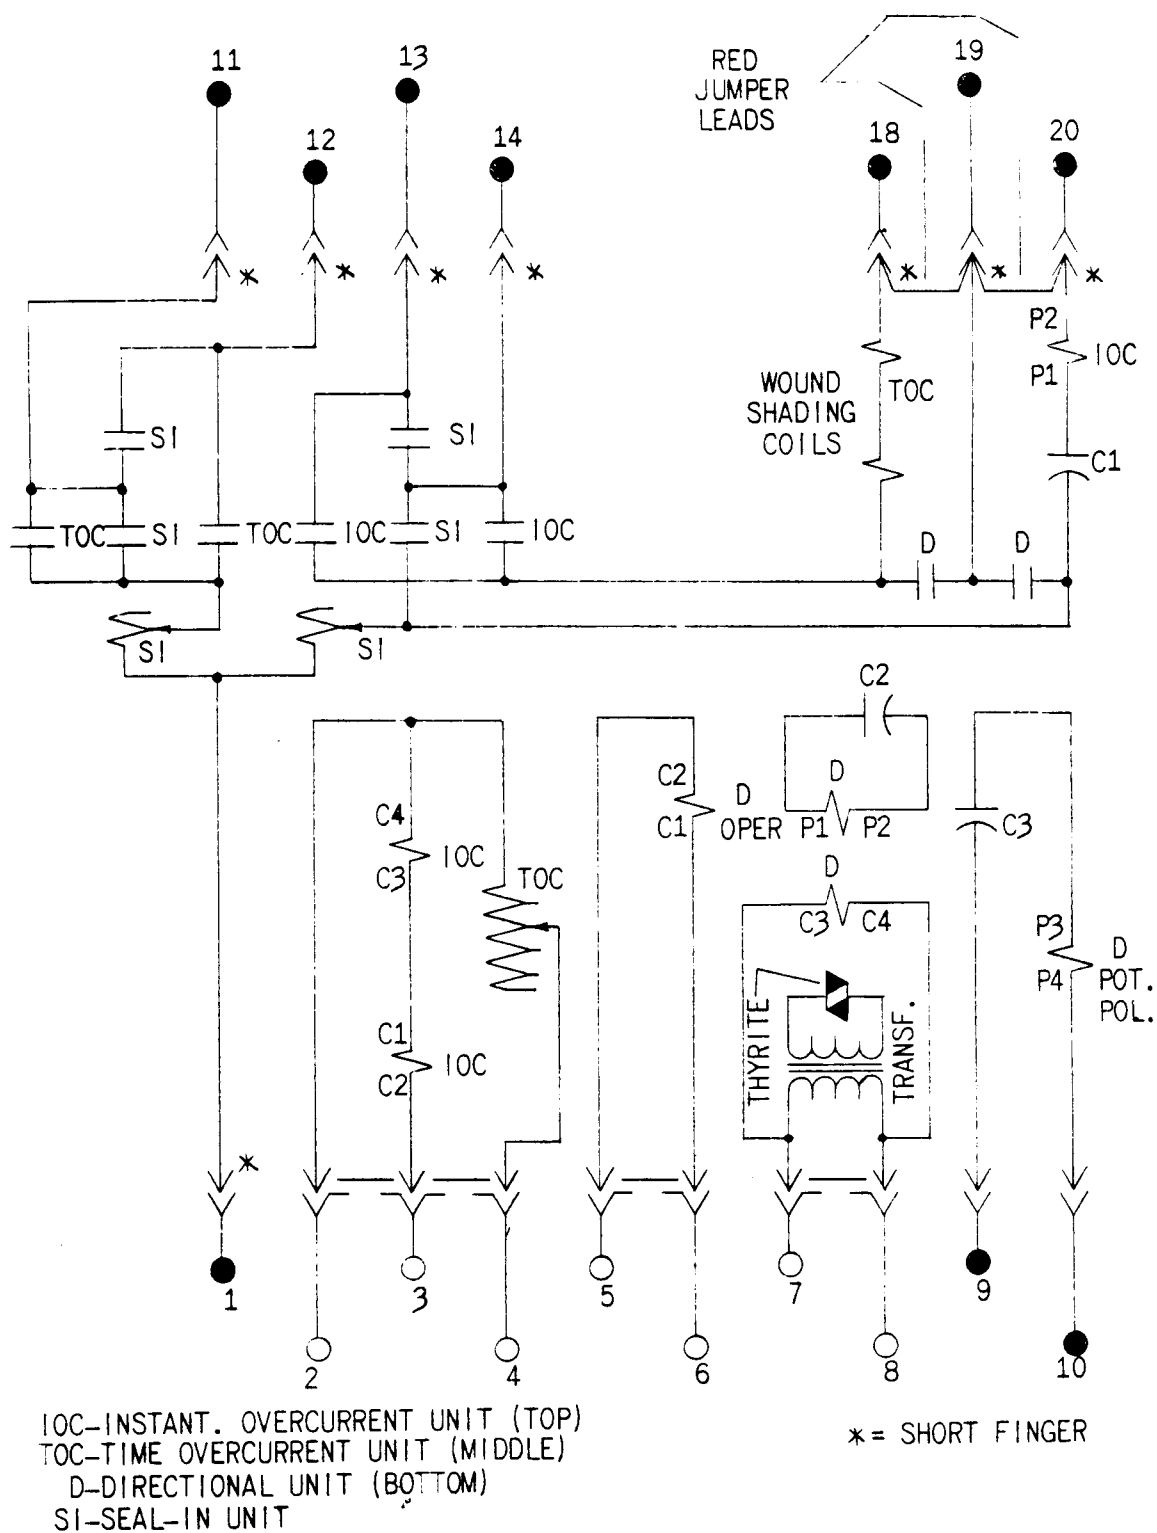 11
13
19
RED
JUMPER
LEADS
12
14
18
20
*
*
*
*
*
*
*
P2
P1
IOC
WOUND
SHADING
COILS
TOC
SI
SI
C1
TOC
SI
TOC
IOC
SI
IOC
D
D
SI
SI
C2
D
P1
P2
C2
C1
D
OPER
C3
C4
C3
IOC
TOC
D
C3
C4
P3
P4
D
POT.
POL.
THYRITE
TRANSF.
C1
C2
IOC
*
1
3
5
7
9
2
4
6
8
10
IOC-INSTANT. OVERCURRENT UNIT (TOP)
TOC-TIME OVERCURRENT UNIT (MIDDLE)
D-DIRECTIONAL UNIT (BOTTOM)
SI-SEAL-IN UNIT
*= SHORT FINGER